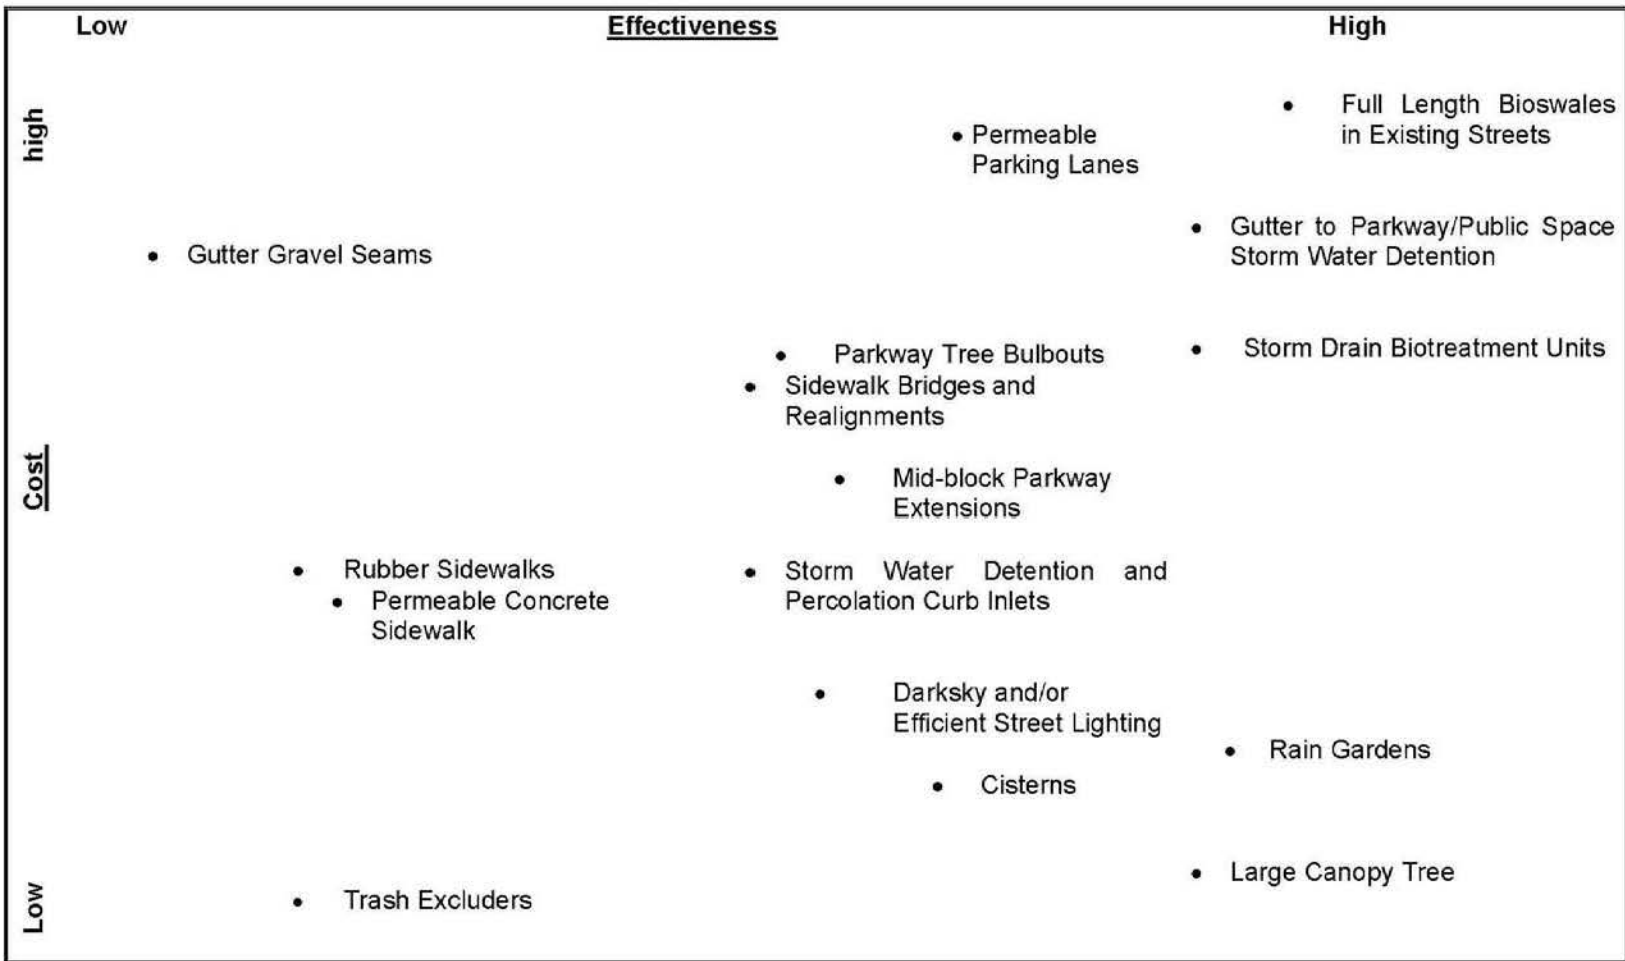 Low Effectiveness High
high
Full Length Bioswales
in Existing Streets
• Permeable
Parking Lanes
• Gutter to Parkway/Public Space
Storm Water Detention
• Gutter Gravel Seams
• Parkway Tree Bulbouts
• Storm Drain Biotreatment Units
• Sidewalk Bridges and
Realignments
Cost
• Mid-block Parkway
Extensions
• Rubber Sidewalks
• Permeable Concrete
Sidewalk
• Storm Water Detention and
Percolation Curb Inlets
• Darksky and/or
Efficient Street Lighting
• Rain Gardens
• Cisterns
• Large Canopy Tree
Low
• Trash Excluders